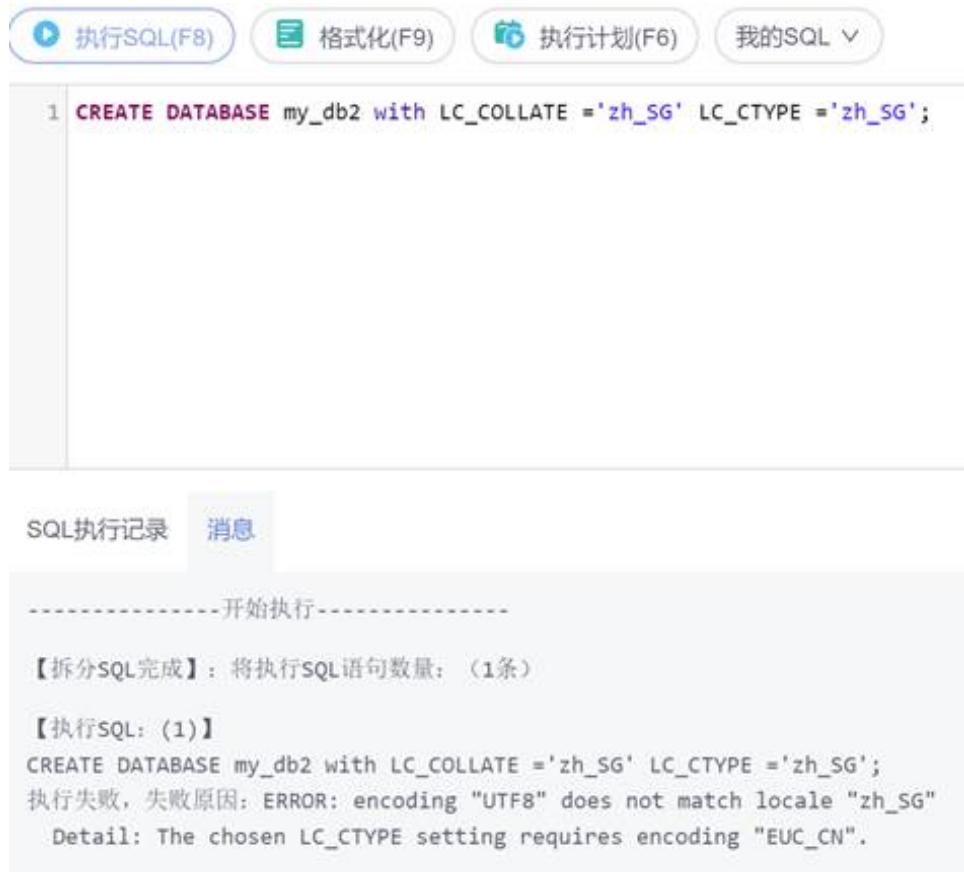 执行SQL(F8) 格式化(F9) 执行计划(F6) 我的SQL
1 CREATE DATABASE my_db2 with LC_COLLATE ='zh_SG' LC_CTYPE ='zh_SG';
SQL执行记录 消息
---------------开始执行---------------
【拆分SQL完成】：将执行SQL语句数量：（1条）
【执行SQL：(1)】
CREATE DATABASE my_db2 with LC_COLLATE ='zh_SG' LC_CTYPE ='zh_SG';
执行失败，失败原因：ERROR: encoding "UTF8" does not match locale "zh_SG"
Detail: The chosen LC_CTYPE setting requires encoding "EUC_CN".